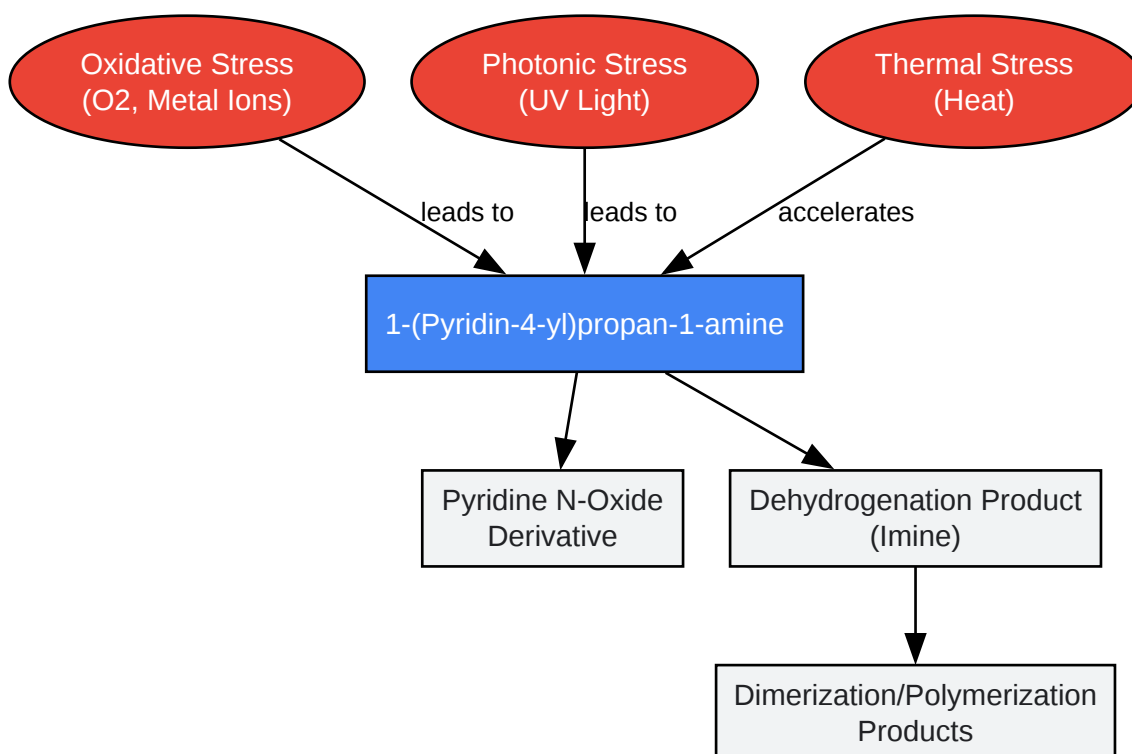 Oxidative Stress
(O2, Metal Ions)
Photonic Stress
(UV Light)
Thermal Stress
(Heat)
leads to
leads to
accelerates
1-(Pyridin-4-yl)propan-1-amine
Pyridine N-Oxide
Derivative
Dehydrogenation Product
(Imine)
Dimerization/Polymerization
Products